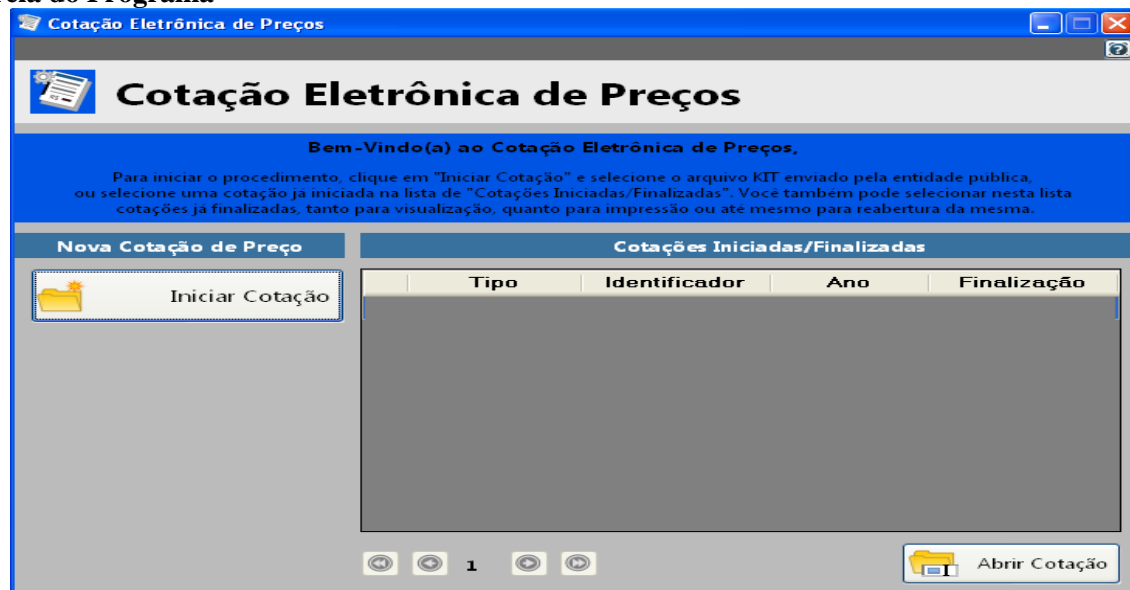 do Programa
Cotação Eletrônica de Preços
Cotação Eletrônica de Preços
Bem-Vindo(a) ao Cotação Eletrônica de Preços,
Para iniciar o procedimento, clique em "Iniciar Cotação" e selecione o arquivo KIT enviado pela entidade pública,
ou selecione uma cotação já iniciada na lista de "Cotações Iniciadas/Finalizadas". Você também pode selecionar nesta lista
cotações já finalizadas, tanto para visualização, quanto para impressão ou até mesmo para reabertura da mesma.
Nova Cotação de Preço
Cotações Iniciadas/Finalizadas
Iniciar Cotação
Tipo Identificador Ano Finalização
1
Abrir Cotação